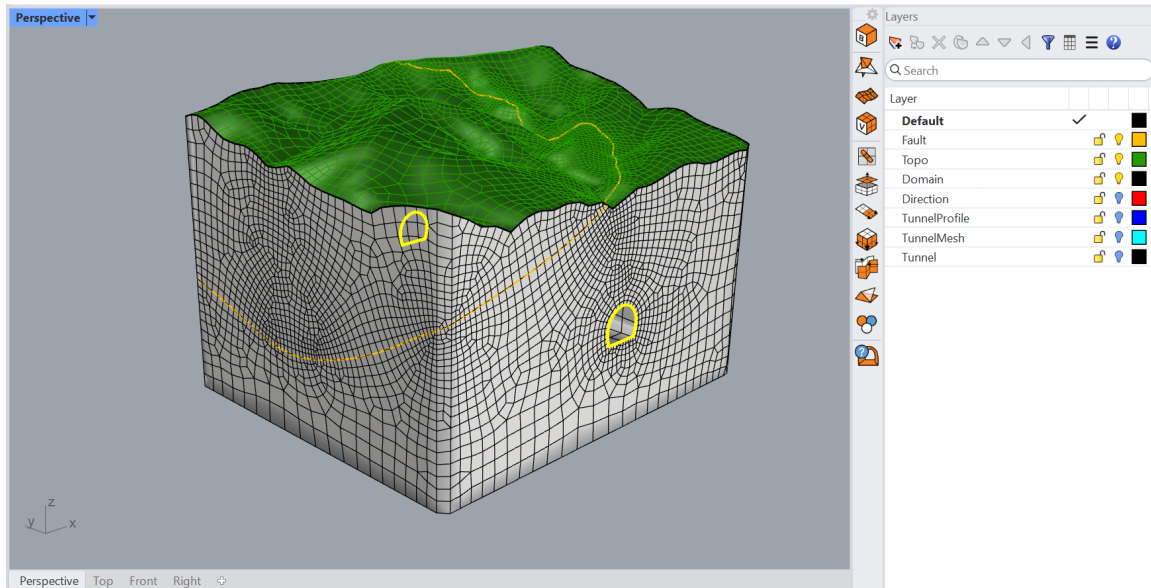 Perspective
z
y x
Perspective Top Front Right
B
V
?
Layers
?
Search
Layer
Default
Fault
Topo
Domain
Direction
TunnelProfile
TunnelMesh
Tunnel